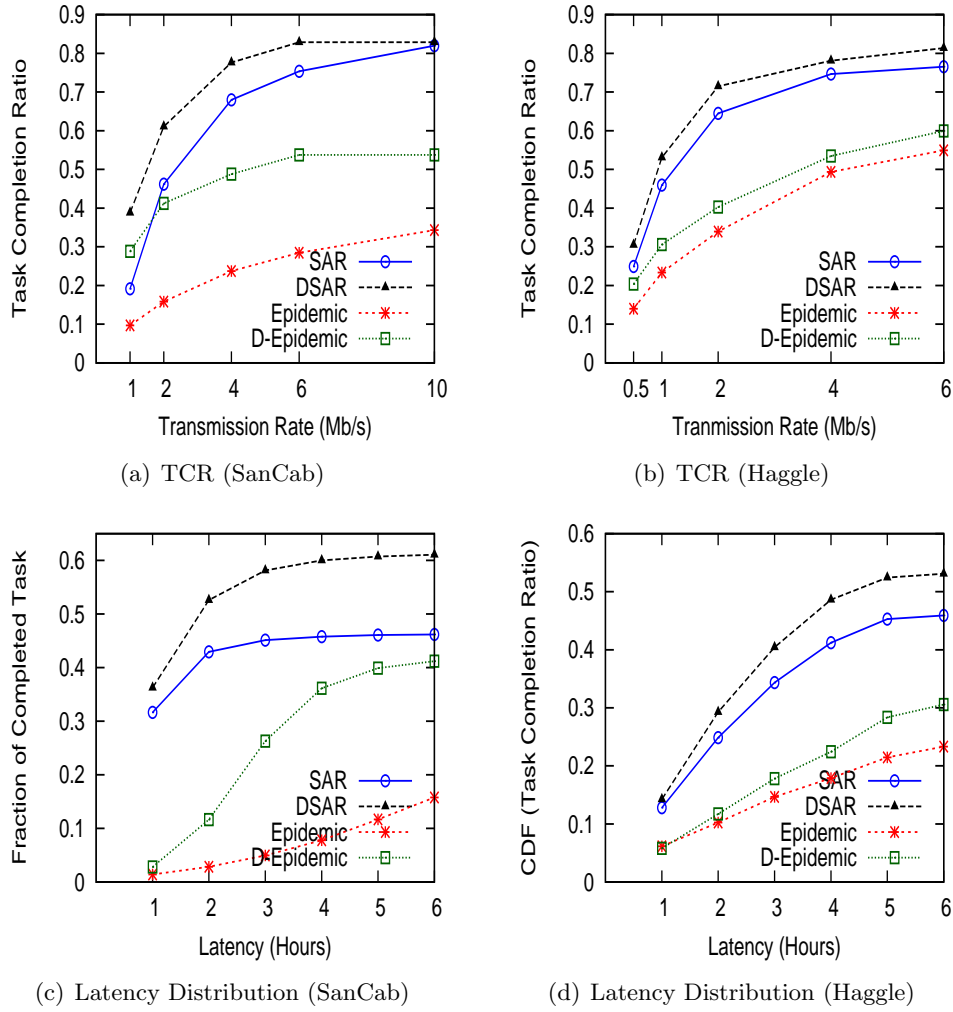 0.9
0.8
0.7
0.6
0.5
0.4
0.3
0.2
0.1
0
Task Completion Ratio
SAR
DSAR
Epidemic
D-Epidemic
1 2 4 6 10
Transmission Rate (Mb/s)
(a) TCR (SanCab)
0.9
0.8
0.7
0.6
0.5
0.4
0.3
0.2
0.1
0
Task Completion Ratio
SAR
DSAR
Epidemic
D-Epidemic
0.5 1 2 4 6
Tranmission Rate (Mb/s)
(b) TCR (Haggle)
0.6
0.5
0.4
0.3
0.2
0.1
0
Fraction of Completed Task
SAR
DSAR
Epidemic
D-Epidemic
1 2 3 4 5 6
Latency (Hours)
(c) Latency Distribution (SanCab)
0.6
0.5
0.4
0.3
0.2
0.1
0
CDF (Task Completion Ratio)
SAR
DSAR
Epidemic
D-Epidemic
1 2 3 4 5 6
Latency (Hours)
(d) Latency Distribution (Haggle)